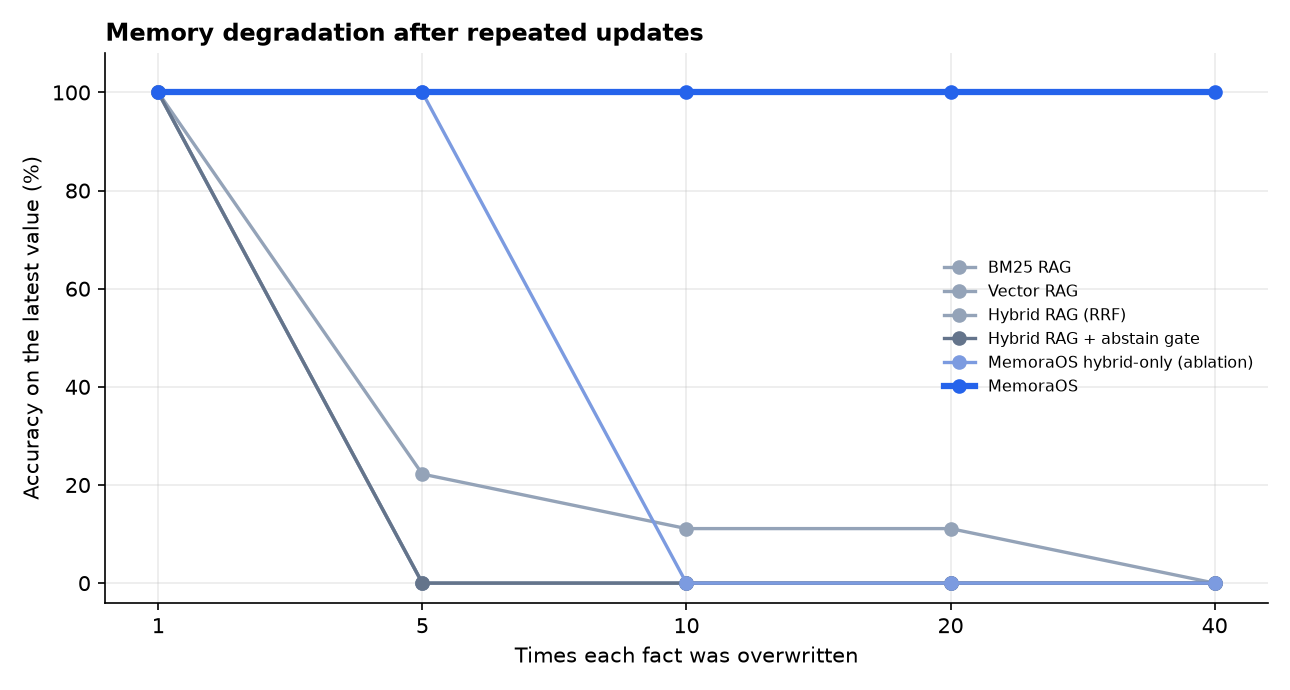 Memory degradation after repeated updates
Accuracy on the latest value (%)
100
80
60
40
20
0
BM25 RAG
Vector RAG
Hybrid RAG (RRF)
Hybrid RAG + abstain gate
MemoraOS hybrid-only (ablation)
MemoraOS
1 5 10 20 40
Times each fact was overwritten